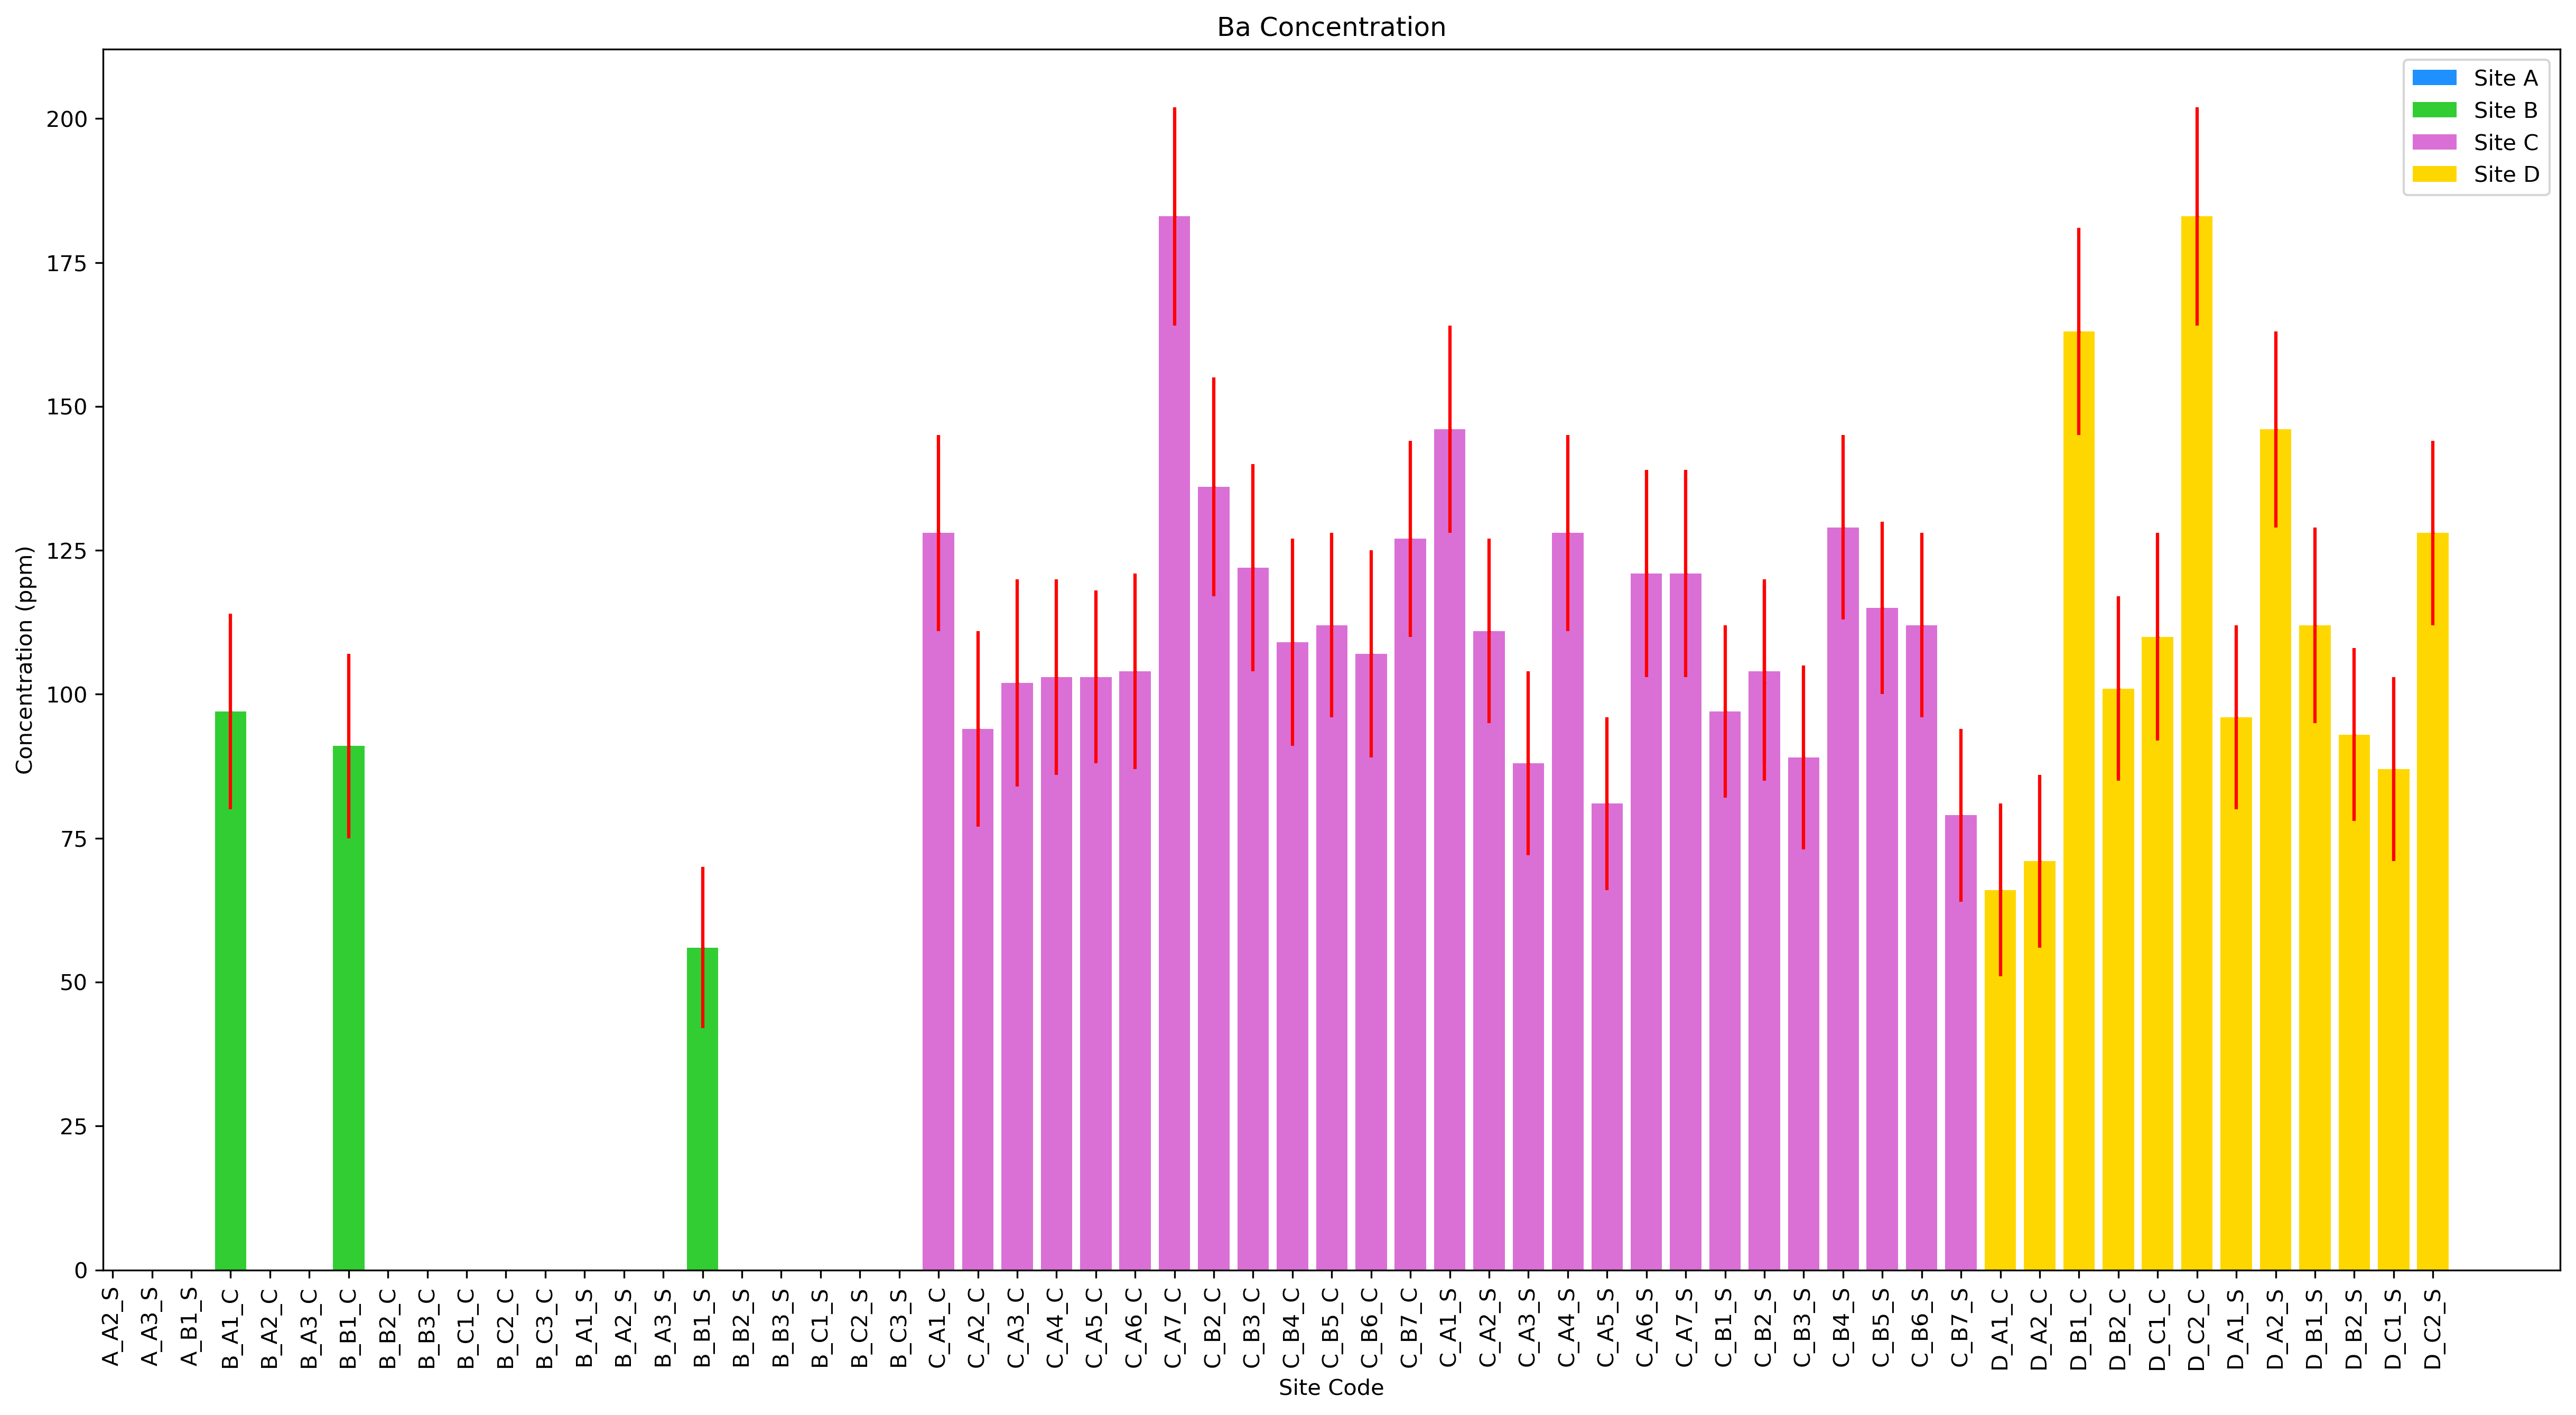 Ba Concentration
Site A
Site B
Site C
Site D
Concentration (ppm)
200
175
150
125
100
75
50
25
0
A_A2_S
A_A3_S
A_B1_S
B_A1_C
B_A2_C
B_A3_C
B_B1_C
B_B2_C
B_B3_C
B_C1_C
B_C2_C
B_C3_C
B_A1_S
B_A2_S
B_A3_S
B_B1_S
B_B2_S
B_B3_S
B_C1_S
B_C2_S
B_C3_S
C_A1_C
C_A2_C
C_A3_C
C_A4_C
C_A5_C
C_A6_C
C_A7_C
C_B2_C
C_B3_C
C_B4_C
C_B5_C
C_B6_C
C_B7_C
C_A1_S
C_A2_S
C_A3_S
C_A4_S
C_A5_S
C_A6_S
C_A7_S
C_B1_S
C_B2_S
C_B3_S
C_B4_S
C_B5_S
C_B6_S
C_B7_S
D_A1_C
D_A2_C
D_B1_C
D_B2_C
D_C1_C
D_C2_C
D_A1_S
D_A2_S
D_B1_S
D_B2_S
D_C1_S
D_C2_S
Site Code